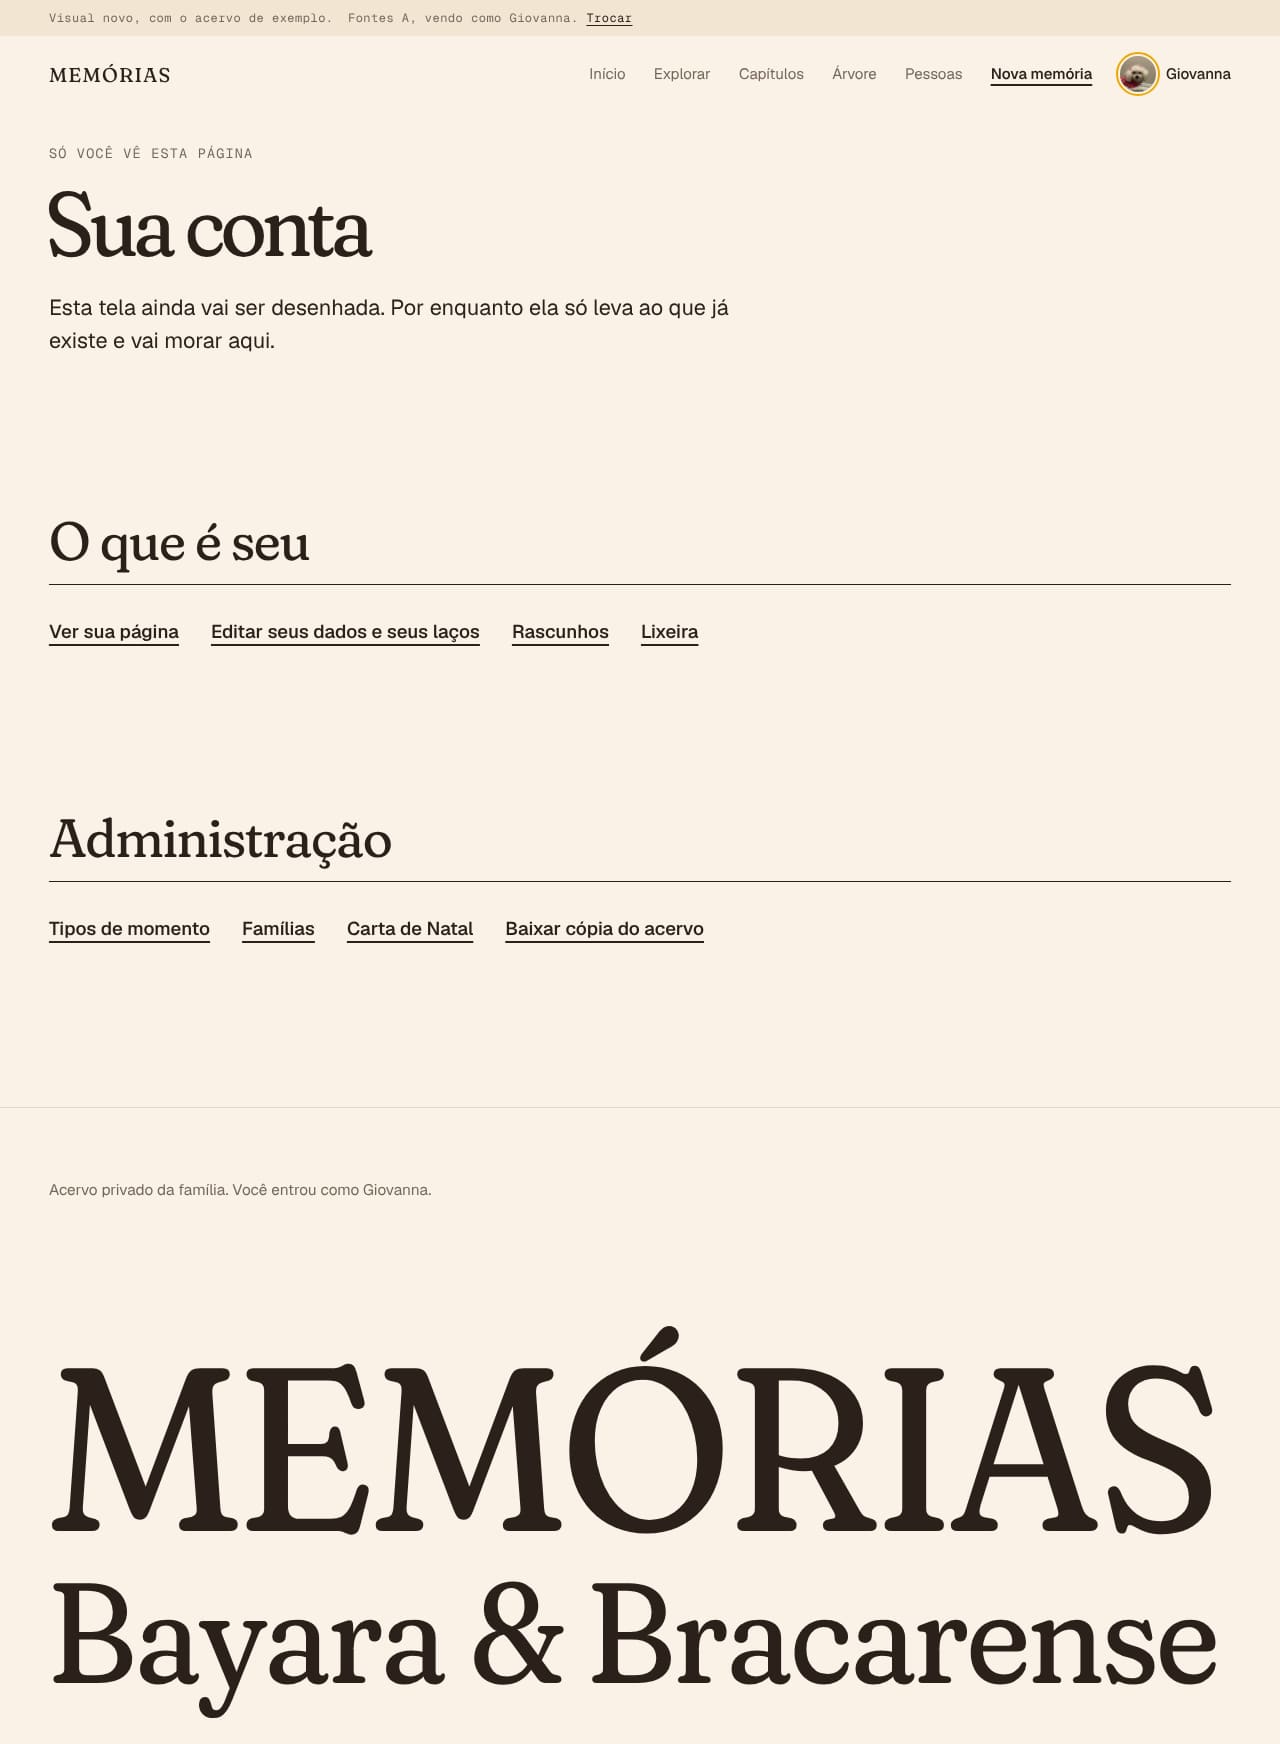 Visual novo, com o acervo de exemplo. Fontes A, vendo como Giovanna. Trocar
MEMÓRIAS
Início
Explorar
Capítulos
Árvore
Pessoas
Nova memória
Giovanna
SÓ VOCÊ VÊ ESTA PÁGINA
Sua conta
Esta tela ainda vai ser desenhada. Por enquanto ela só leva ao que já
existe e vai morar aqui.
O que é seu
Ver sua página
Editar seus dados e seus laços
Rascunhos
Lixeira
Administração
Tipos de momento
Famílias
Carta de Natal
Baixar cópia do acervo
Acervo privado da família. Você entrou como Giovanna.
MEMÓRIAS
Bayara & Bracarense